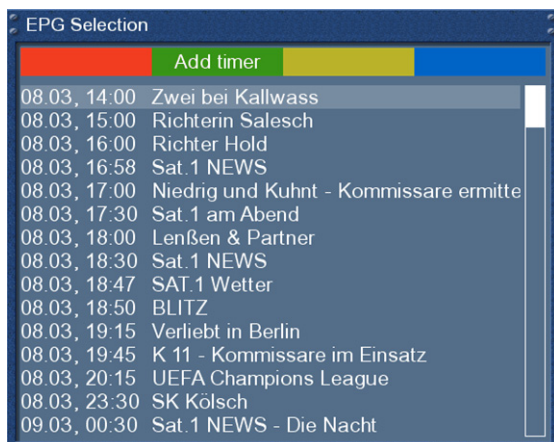 EPG Selection
Add timer
08.03, 14:00 Zwei bei Kallwass
08.03, 15:00 Richterin Salesch
08.03, 16:00 Richter Hold
08.03, 16:58 Sat.1 NEWS
08.03, 17:00 Niedrig und Kuhnt - Kommissare ermitte
08.03, 17:30 Sat.1 am Abend
08.03, 18:00 Lenßen & Partner
08.03, 18:30 Sat.1 NEWS
08.03, 18:47 SAT.1 Wetter
08.03, 18:50 BLITZ
08.03, 19:15 Verliebt in Berlin
08.03, 19:45 K 11 - Kommissare im Einsatz
08.03, 20:15 UEFA Champions League
08.03, 23:30 SK Kölsch
09.03, 00:30 Sat.1 NEWS - Die Nacht